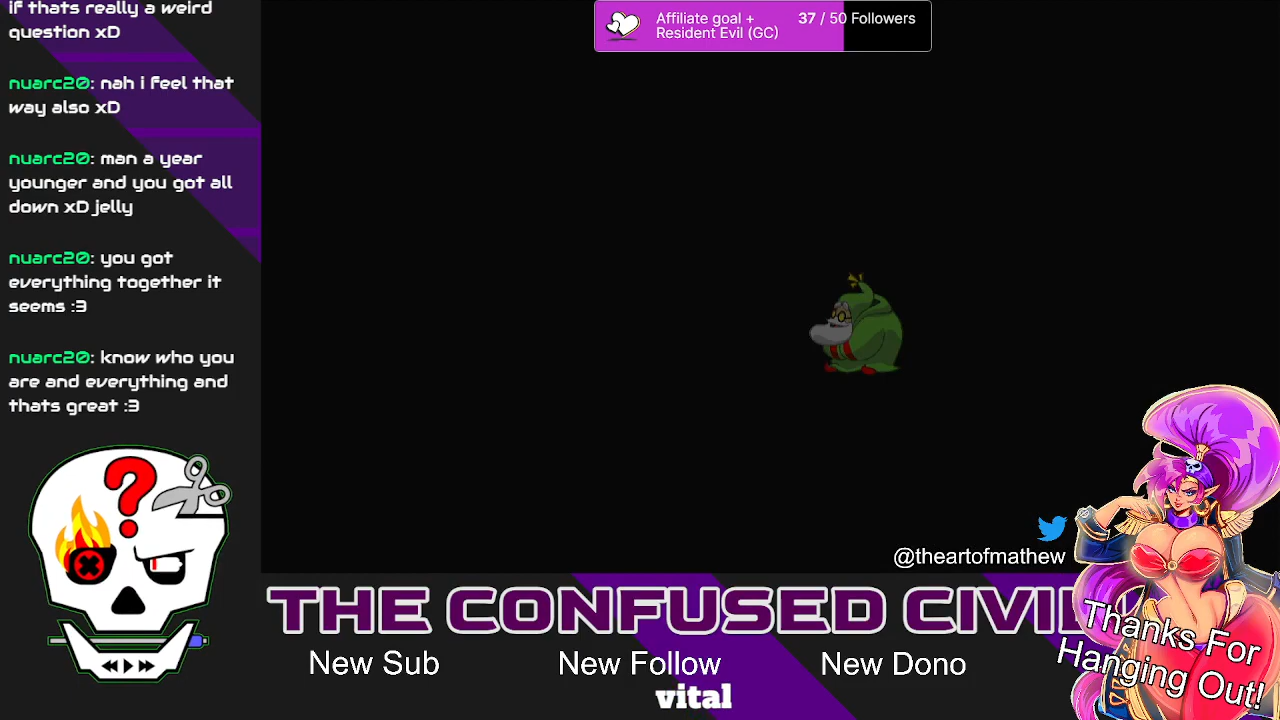 if thats really a weird
question xD
nuarc20: nah i feel that
way also xD
nuarc20: man a year
younger and you got all
down xD jelly
nuarc20: you got
everything together it
seems :3
nuarc20: know who you
are and everything and
thats great :3
Affiliate goal +
Resident Evil (GC)
37 / 50 Followers
@theartofmathew
THE CONFUSED CIVI
New Sub
New Follow
New Dono
vital
Thanks For
Hanging Out!